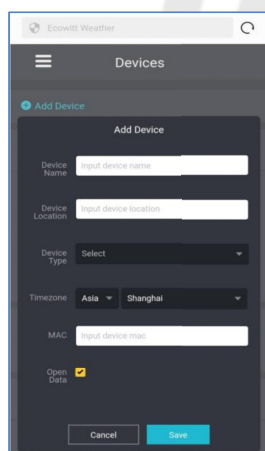 Ecowitt Weather
Devices
Add Device
Add Device
Device Name
Input device name
Device Location
Input device location
Device Type
Select
Timezone
Asia
Shanghai
MAC
Input device mac
Open Data
Cancel
Save